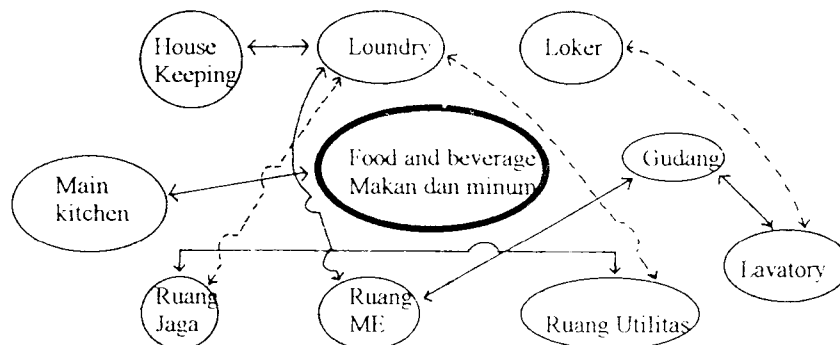 House
Keeping
Loundry
Loker
Food and beverage
Makan dan minum
Gudang
Main
kitchen
Lavatory
Ruang
Jaga
Ruang
ME
Ruang Utilitas